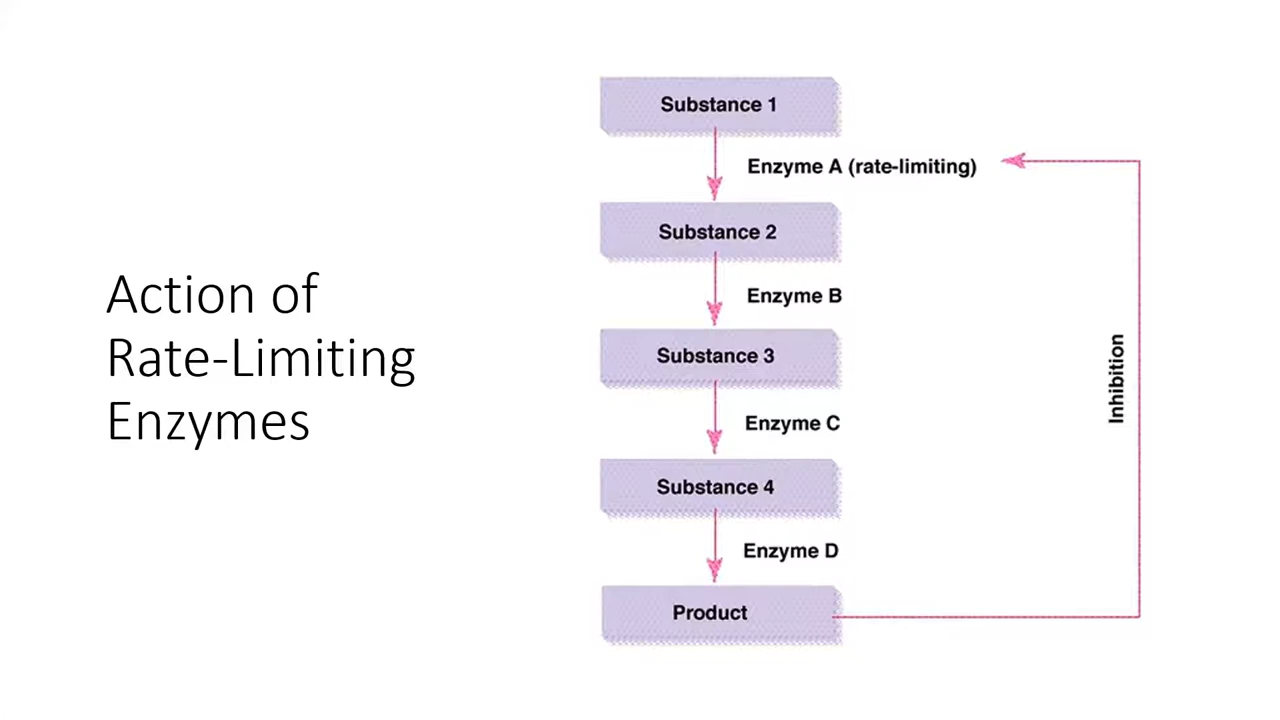 Action of
Rate-Limiting
Enzymes
Substance 1
Enzyme A (rate-limiting)
Substance 2
Enzyme B
Substance 3
Enzyme C
Substance 4
Enzyme D
Product
Inhibition